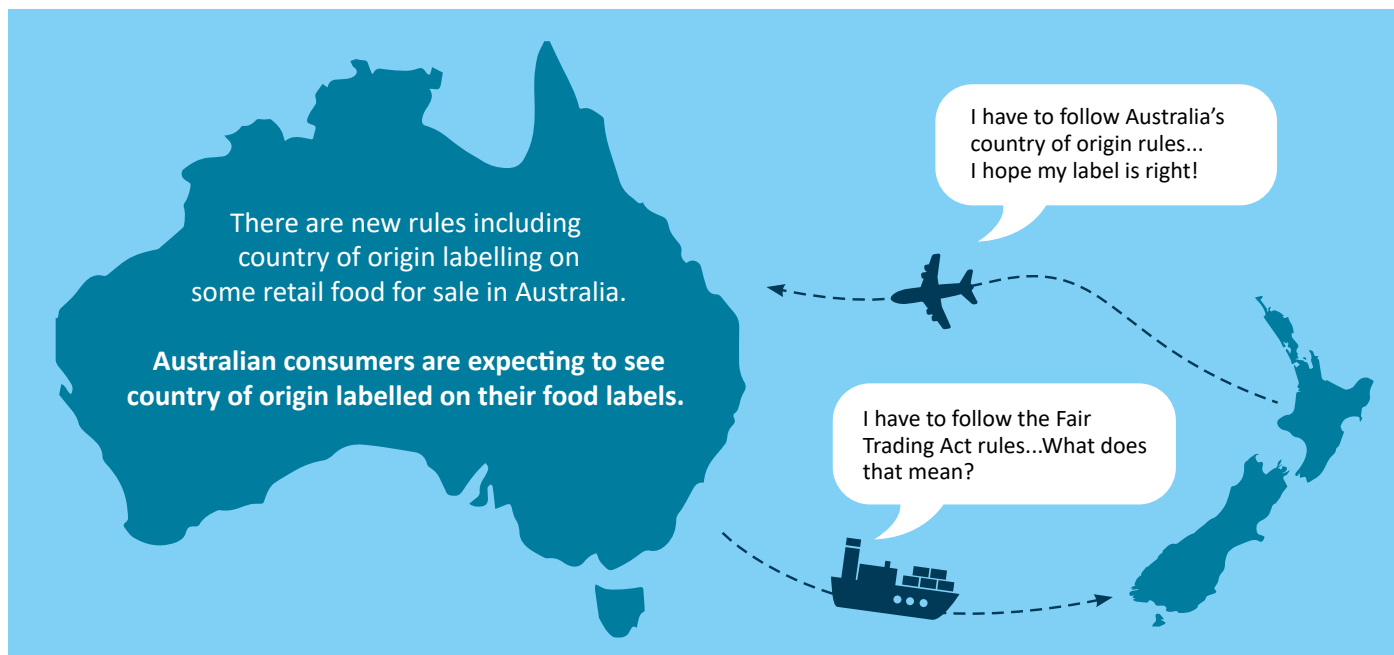 There are new rules including
country of origin labelling on
some retail food for sale in Australia.
Australian consumers are expecting to see
country of origin labelled on their food labels.
I have to follow Australia’s
country of origin rules...
I hope my label is right!
I have to follow the Fair
Trading Act rules...What does
that mean?